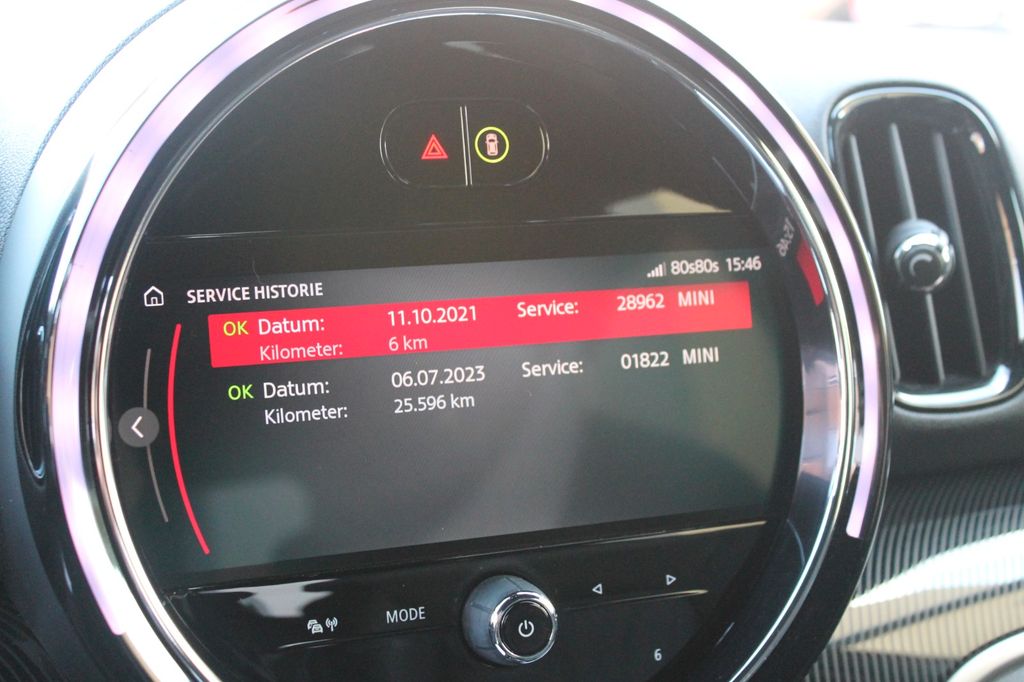 80s80s 15:46
SERVICE HISTORIE
OK Datum: 11.10.2021 Service: 28962 MINI
Kilometer: 6 km
OK Datum: 06.07.2023 Service: 01822 MINI
Kilometer: 25.596 km
MODE
6